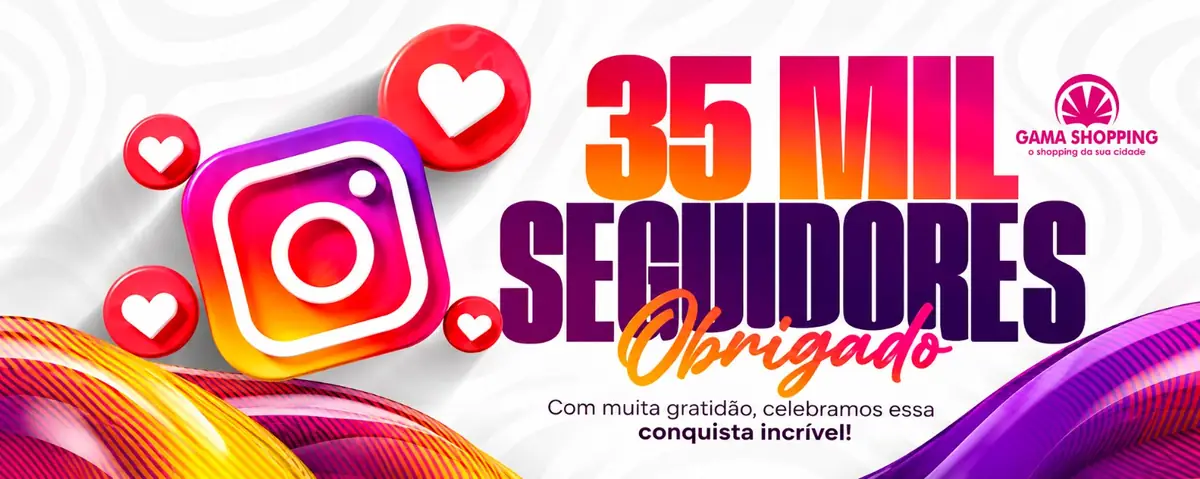 35 MIL
SEGUIDORES
Obrigado
Com muita gratidão, celebramos essa
conquista incrível!
GAMA SHOPPING
o shopping da sua cidade